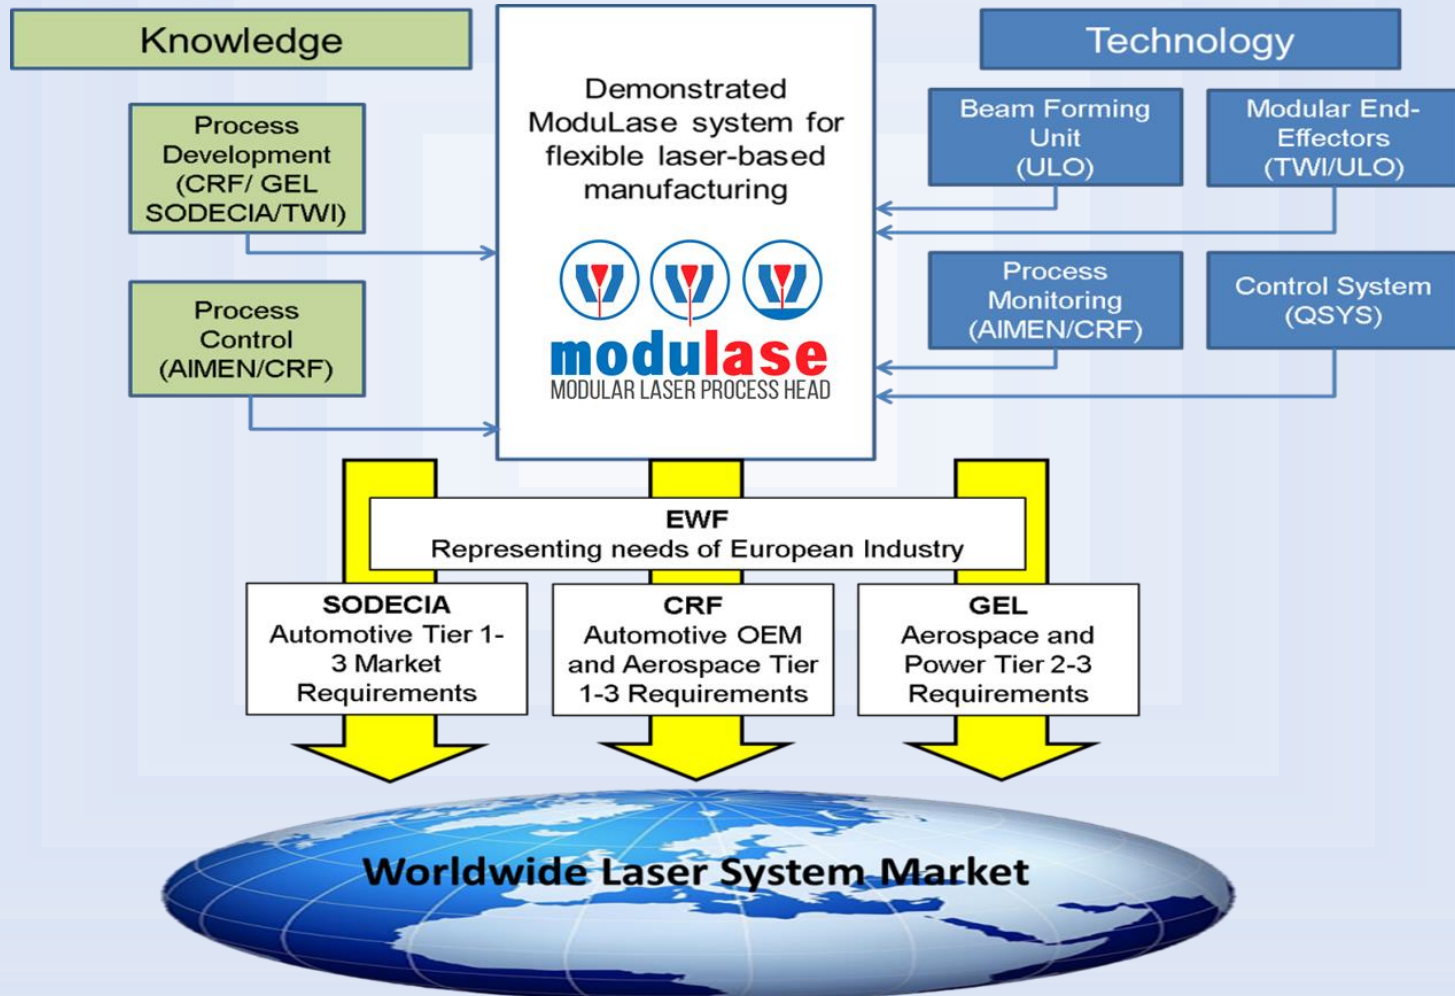 Knowledge
Process
Development
(CRF/ GEL
SODECIA/TWI)
Process
Control
(AIMEN/CRF)
Demonstrated
ModuLase system for
flexible laser-based
manufacturing
modulase
MODULAR LASER PROCESS HEAD
Technology
Beam Forming
Unit
(ULO)
Modular End-
Effectors
(TWI/ULO)
Process
Monitoring
(AIMEN/CRF)
Control System
(QSYS)
EWF
Representing needs of European Industry
SODECIA
Automotive Tier 1-
3 Market
Requirements
CRF
Automotive OEM
and Aerospace Tier
1-3 Requirements
GEL
Aerospace and
Power Tier 2-3
Requirements
Worldwide Laser System Market